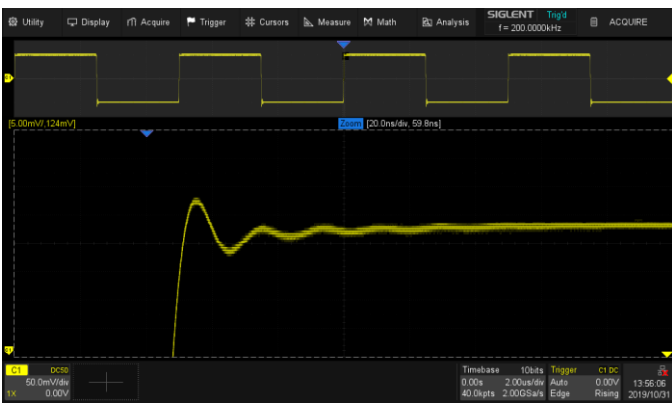 Utility Display Acquire Trigger Cursors Measure Math Analysis SIGLENT Trig'd ACQUIRE
f = 200.0000kHz
[5.00mV/,124mV] Zoom [20.0ns/div, 59.8ns]
C1 DC50 Timebase 10bits Trigger C1 DC
50.0mV/div 0.00s 2.00us/div Auto 0.00V 13:56:06
1X 0.00V 40.0kpts 2.00GSa/s Edge Rising 2019/10/31